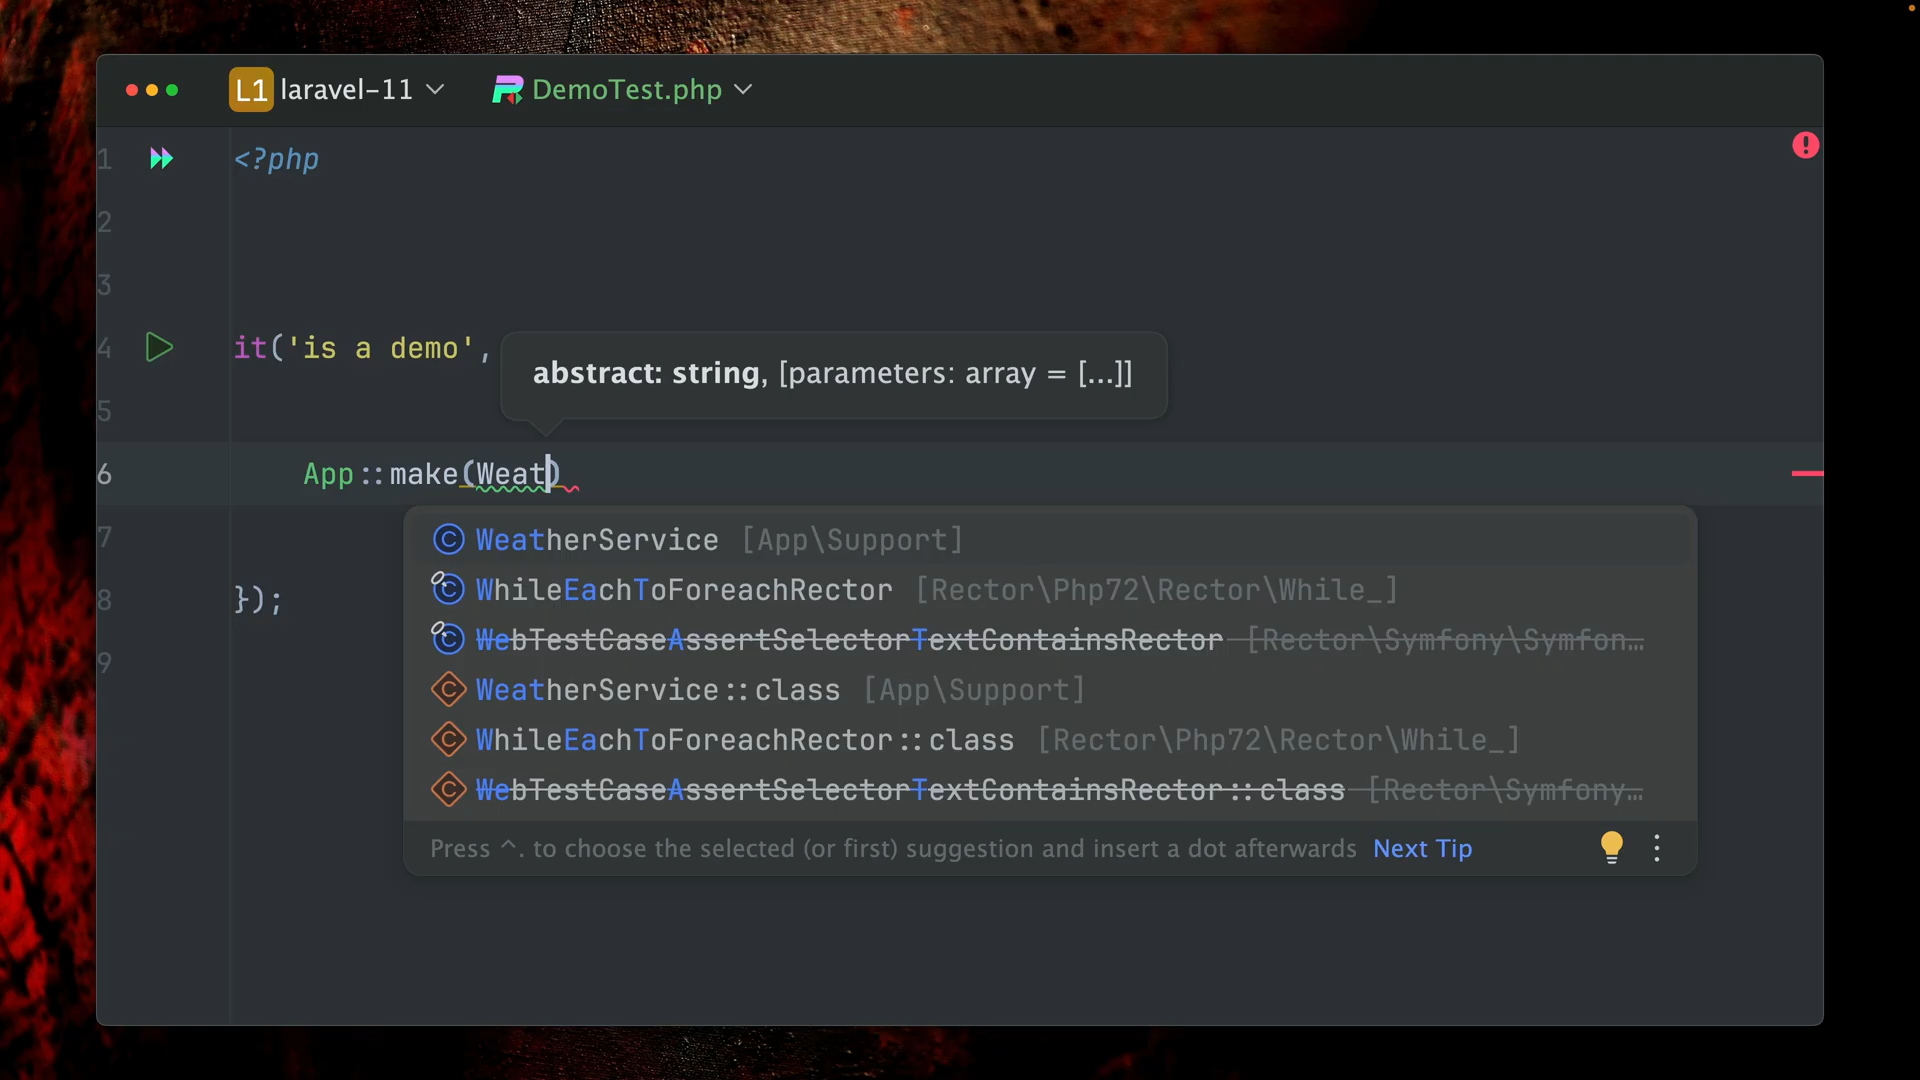 L1 laravel-11 DemoTest.php
1 <?php
2
3
4 it('is a demo',
abstract: string, [parameters: array = [...]]
5
6 App::make(Weat)
WeatherService [App\Support]
7
WhileEachToForeachRector [Rector\Php72\Rector\While_]
8 });
WebTestCaseAssertSelectorTextContainsRector [Rector\Symfony\Symfon…
9
WeatherService::class [App\Support]
WhileEachToForeachRector::class [Rector\Php72\Rector\While_]
WebTestCaseAssertSelectorTextContainsRector::class [Rector\Symfony…
Press ^. to choose the selected (or first) suggestion and insert a dot afterwards Next Tip